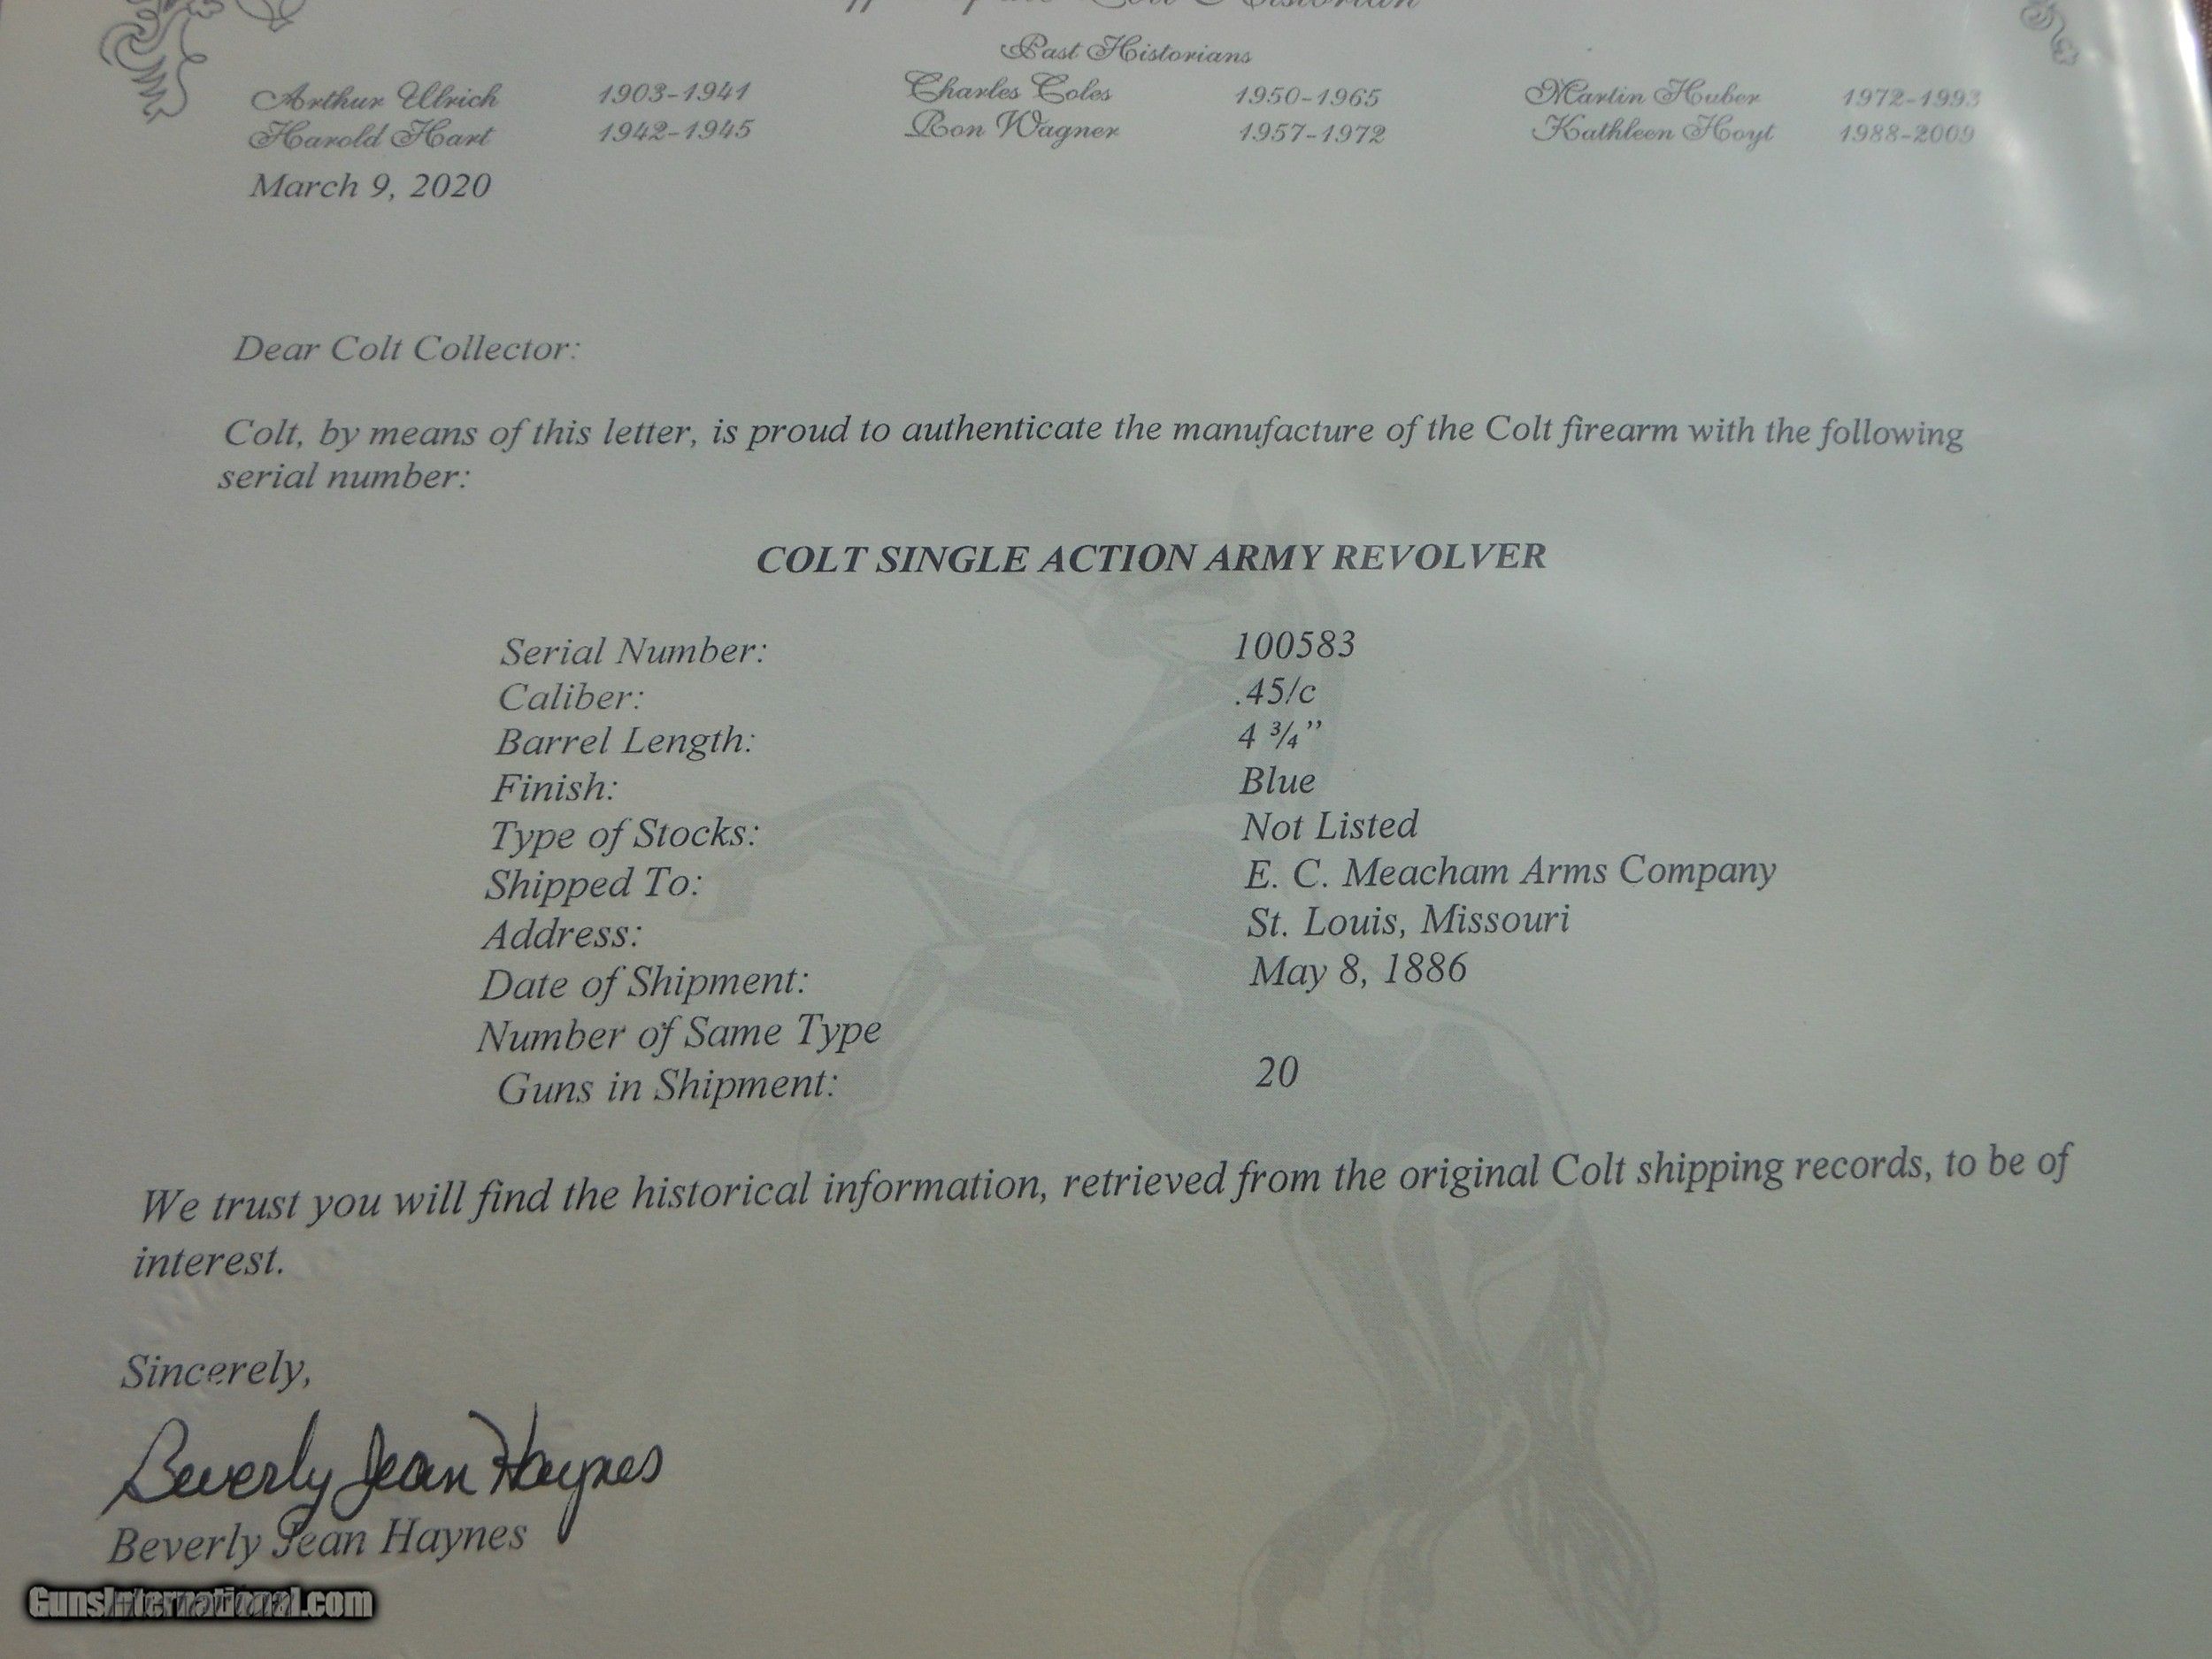 Colt Historian
Past Historians
Arthur Ulrich 1903-1941 Charles Coles 1950-1965 Martin Huber 1972-1993
Harold Hart 1942-1945 Ron Wagner 1957-1972 Kathleen Hoyt 1988-2009
March 9, 2020
Dear Colt Collector:
Colt, by means of this letter, is proud to authenticate the manufacture of the Colt firearm with the following
serial number:
COLT SINGLE ACTION ARMY REVOLVER
Serial Number: 100583
Caliber: .45/c
Barrel Length: 4 ¾”
Finish: Blue
Type of Stocks: Not Listed
Shipped To: E. C. Meacham Arms Company
Address: St. Louis, Missouri
Date of Shipment: May 8, 1886
Number of Same Type
Guns in Shipment: 20
We trust you will find the historical information, retrieved from the original Colt shipping records, to be of
interest.
Sincerely,
Beverly Jean Haynes
Beverly Jean Haynes
GunsInternational.com